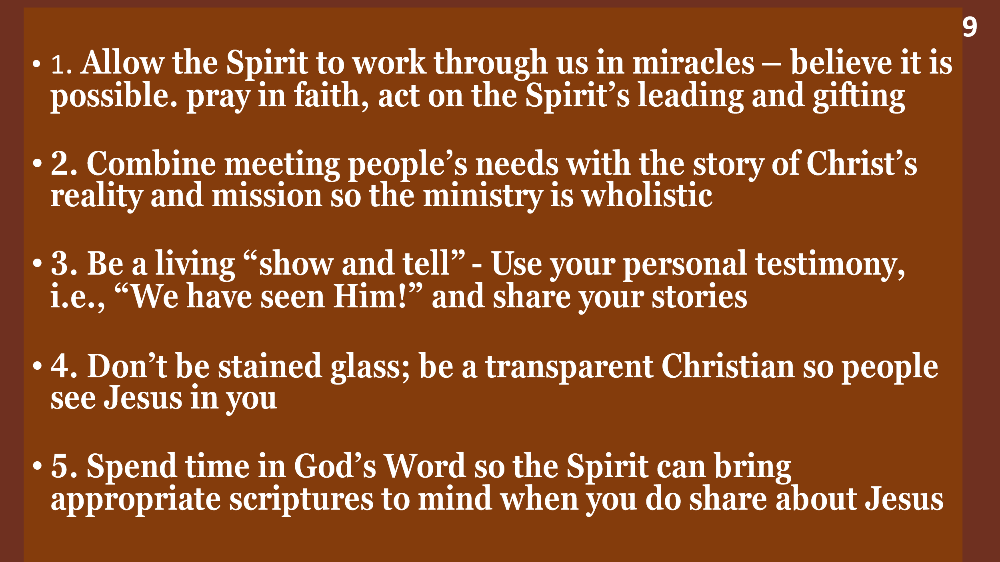 9
• 1. Allow the Spirit to work through us in miracles — believe it is
possible. pray in faith, act on the Spirit’s leading and gifting
• 2. Combine meeting people’s needs with the story of Christ’s
reality and mission so the ministry is wholistic
• 3. Be a living “show and tell” - Use your personal testimony,
i.e., “We have seen Him!” and share your stories
• 4. Don’t be stained glass; be a transparent Christian so people
see Jesus in you
• 5. Spend time in God’s Word so the Spirit can bring
appropriate scriptures to mind when you do share about Jesus